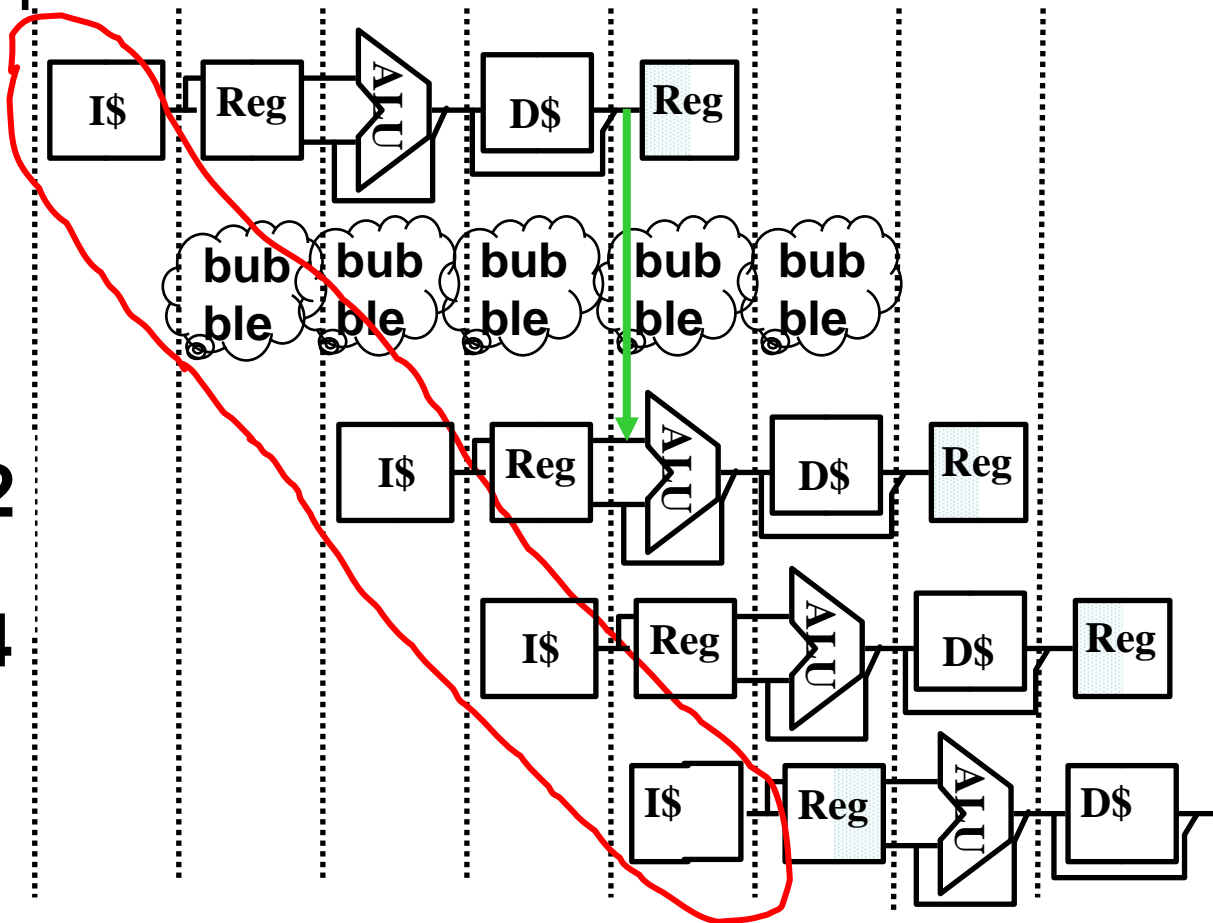 I$ Reg ALU D$ Reg
bub bub bub bub bub
ble ble ble ble ble
I$ Reg ALU D$ Reg
2
I$ Reg ALU D$ Reg
4
I$ Reg ALU D$